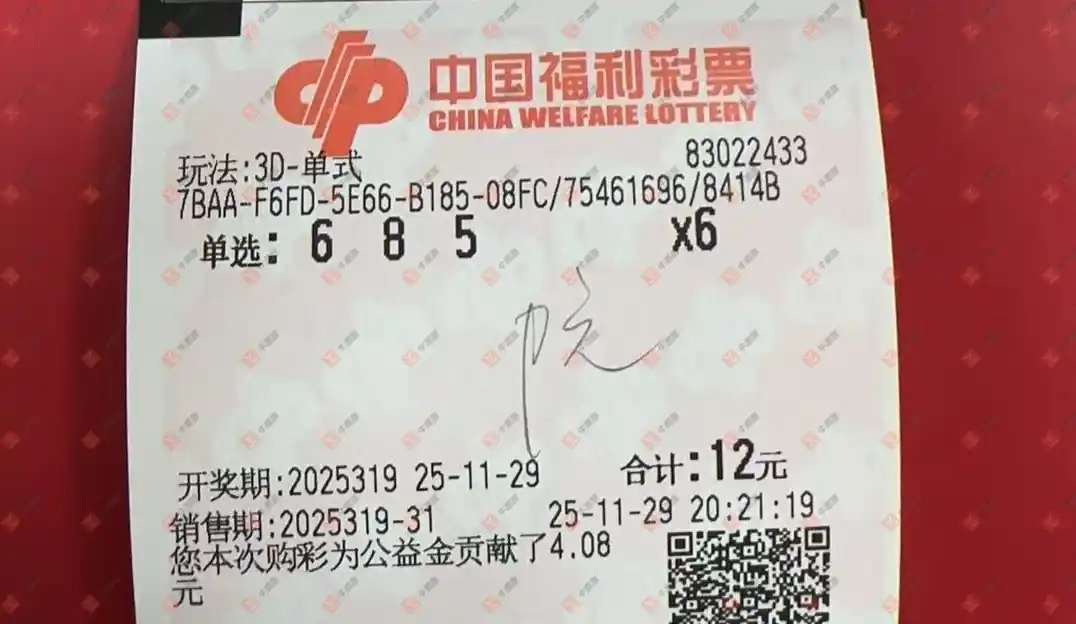 中国福利彩票
CHINA WELFARE LOTTERY
玩法:3D-单式 83022433
7BAA-F6FD-5E66-B185-08FC/75461696/8414B
单选: 6 8 5 x6
开奖期:2025319 25-11-29 合计:12元
销售期:2025319-31 25-11-29 20:21:19
您本次购彩为公益金贡献了4.08
元